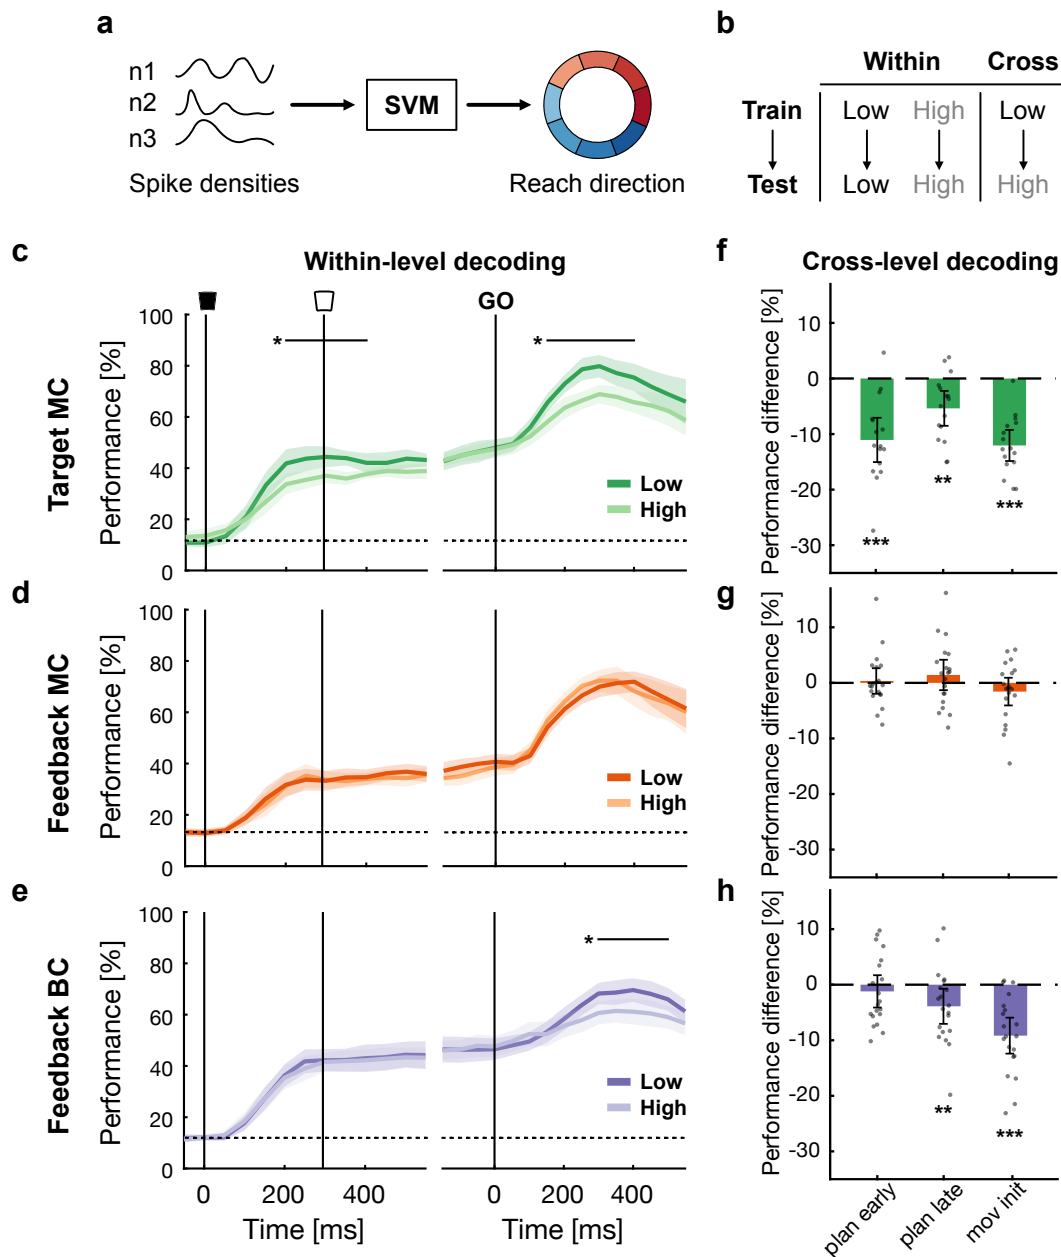 a
n1
n2
n3
SVM
Spike densities
Reach direction
b
Within Cross
Train Low High Low
Test Low High High
c
Within-level decoding
GO
Target MC
Performance [%]
100
80
60
40
20
0
*
*
Low
High
f
Cross-level decoding
Performance difference [%]
10
0
-10
-20
-30
***
**
***
d
Feedback MC
Performance [%]
100
80
60
40
20
0
Low
High
g
Performance difference [%]
10
0
-10
-20
-30
e
Feedback BC
Performance [%]
100
80
60
40
20
0
*
Low
High
0 200 400 0 200 400
Time [ms] Time [ms]
h
Performance difference [%]
10
0
-10
-20
-30
**
***
plan early plan late mov init